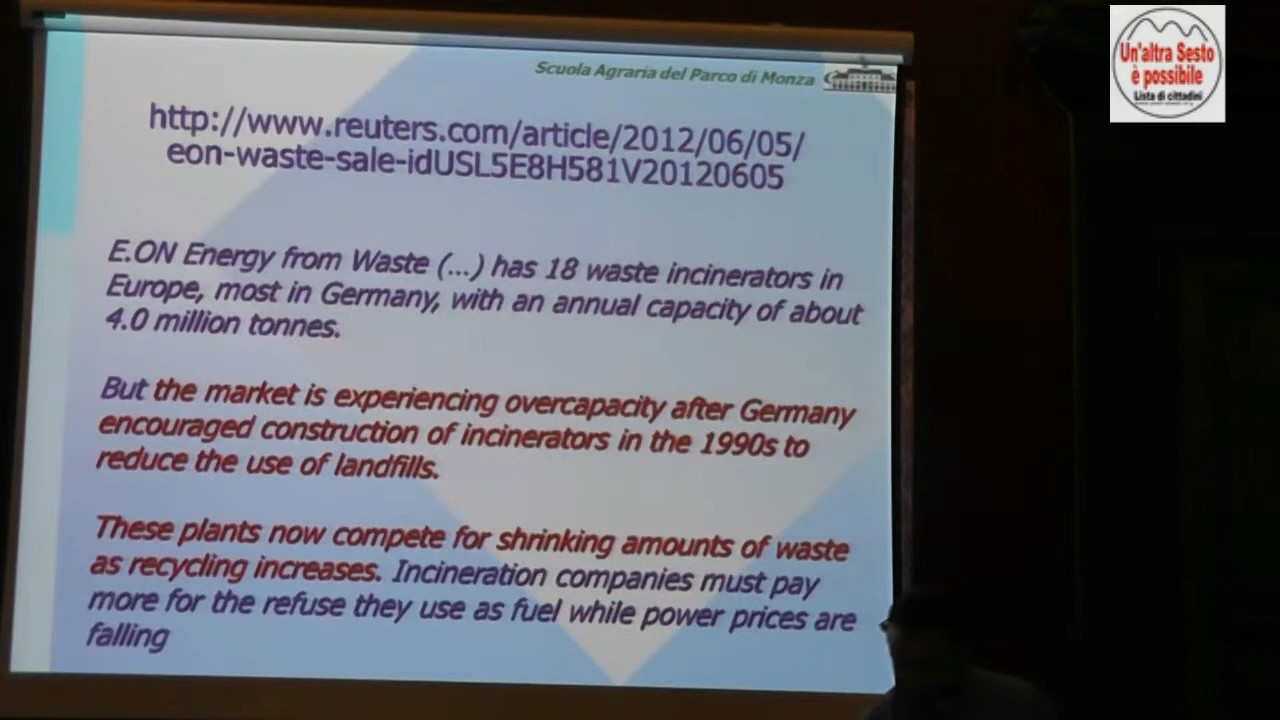 Scuola Agraria del Parco di Monza
http://www.reuters.com/article/2012/06/05/
eon-waste-sale-idUSL5E8H581V20120605
E.ON Energy from Waste (...) has 18 waste incinerators in
Europe, most in Germany, with an annual capacity of about
4.0 million tonnes.
But the market is experiencing overcapacity after Germany
encouraged construction of incinerators in the 1990s to
reduce the use of landfills.
These plants now compete for shrinking amounts of waste
as recycling increases. Incineration companies must pay
more for the refuse they use as fuel while power prices are
falling
Un'altra Sesto
è possibile
Lista di cittadini